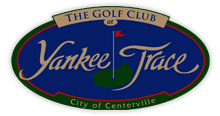 THE GOLF CLUB
at
Yankee Trace
City of Centerville